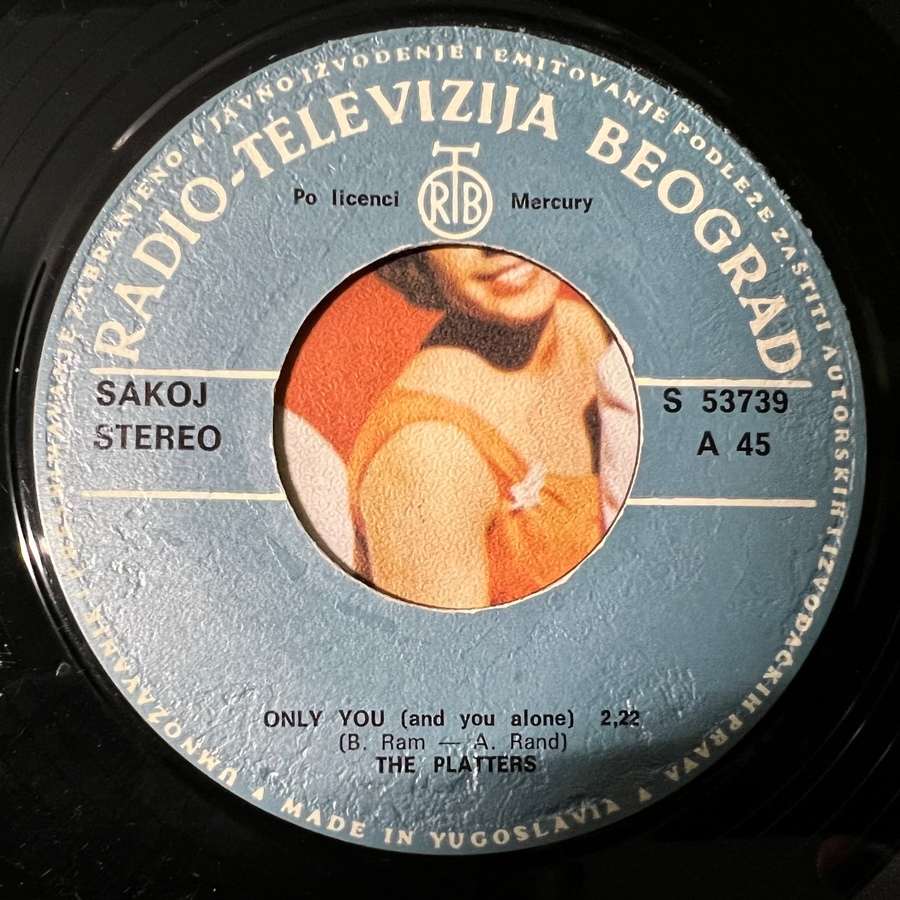 UMNOŽAVANJE I
SNIMANJE ZABRANJENO ▲ JAVNO IZVOĐENJE I EMITOVANJE PODLEŽE ZAŠTITI AUTORSKIH I IZVOĐAČKIH PRAVA
RADIO-TELEVIZIJA BEOGRAD
Po licenci RTB Mercury
SAKOJ S 53739
STEREO A 45
ONLY YOU (and you alone) 2,22
(B. Ram — A. Rand)
THE PLATTERS
▲ MADE IN YUGOSLAVIA ▲